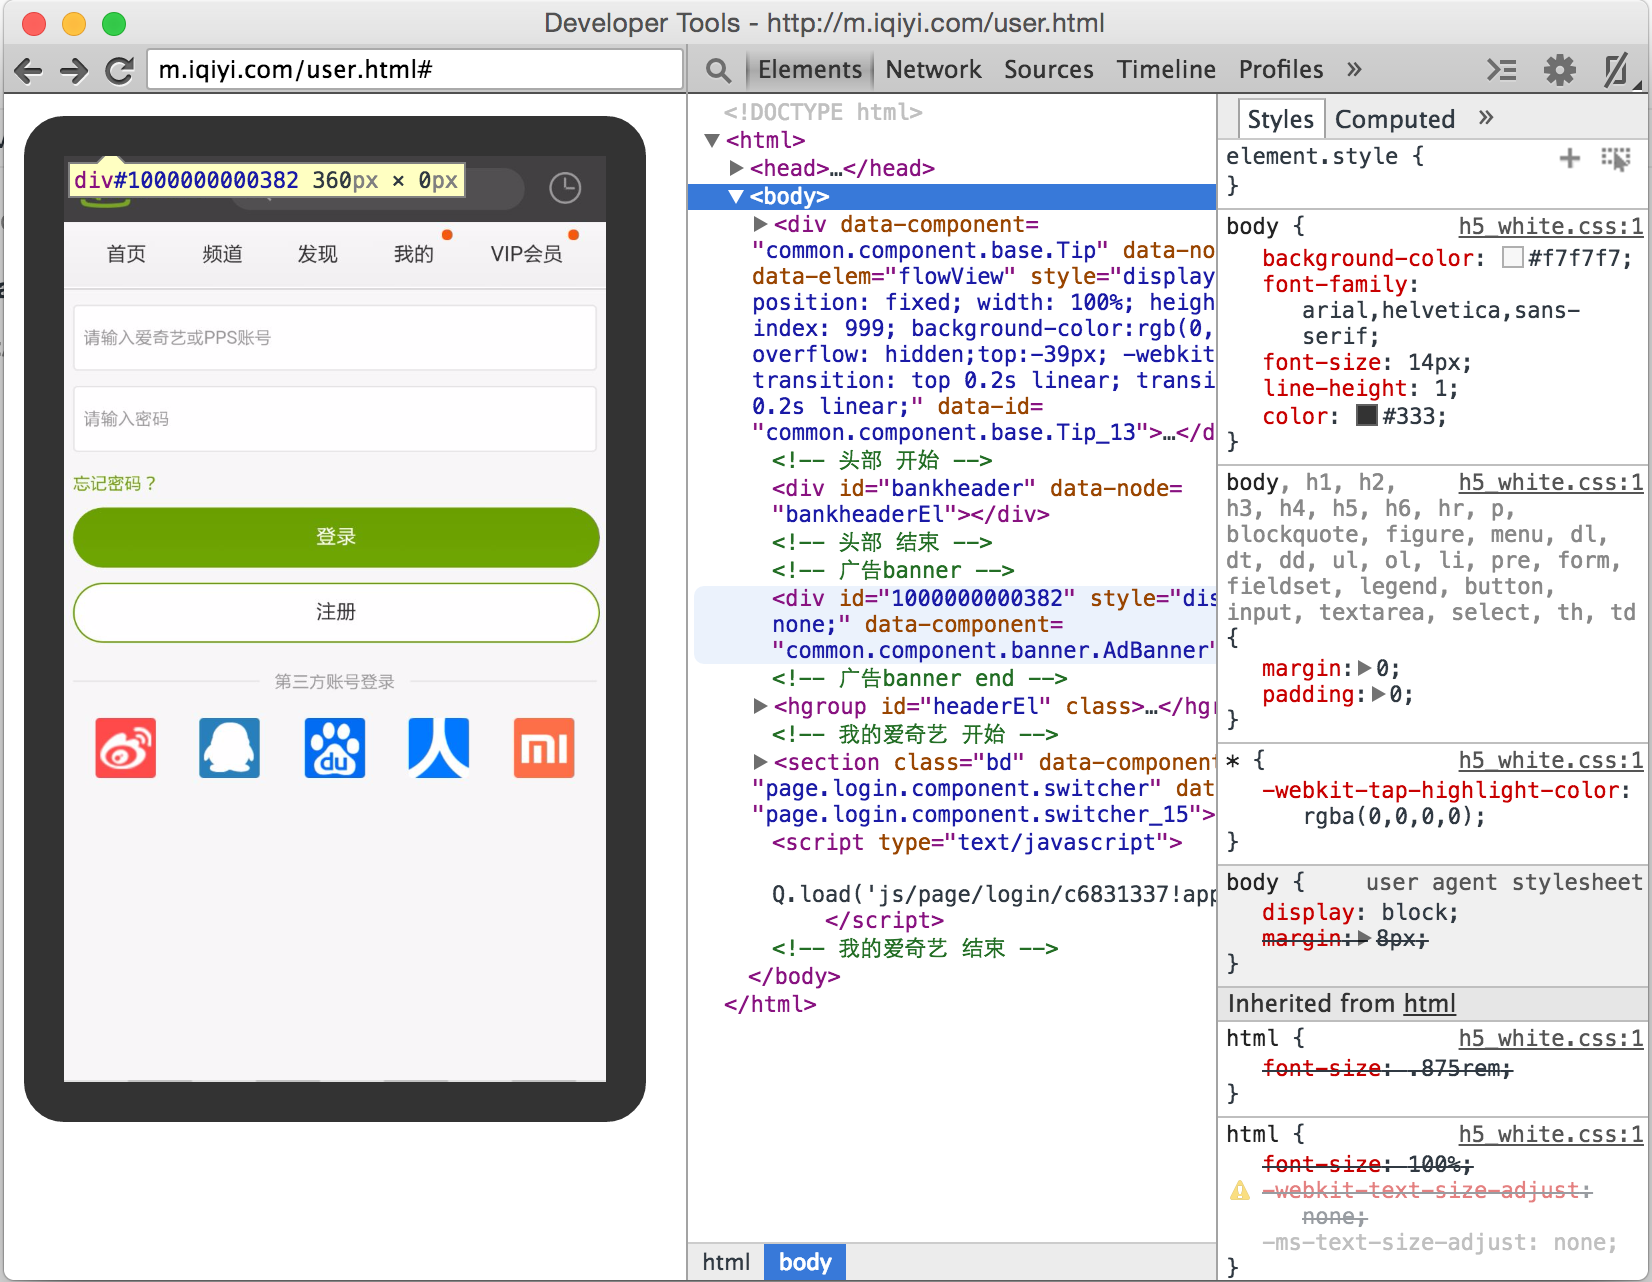 Developer Tools - http://m.iqiyi.com/user.html
m.iqiyi.com/user.html#
Elements Network Sources Timeline Profiles »
div#1000000000382 360px × 0px
首页 频道 发现 我的 VIP会员
请输入爱奇艺或PPS账号
请输入密码
忘记密码？
登录
注册
第三方账号登录
du
mi
<!DOCTYPE html>
▼<html>
▶<head>…</head>
▼<body>
▶<div data-component=
"common.component.base.Tip" data-no
data-elem="flowView" style="display
position: fixed; width: 100%; heigh
index: 999; background-color:rgb(0,
overflow: hidden;top:-39px; -webkit
transition: top 0.2s linear; transi
0.2s linear;" data-id=
"common.component.base.Tip_13">…</d
<!-- 头部 开始 -->
<div id="bankheader" data-node=
"bankheaderEl"></div>
<!-- 头部 结束 -->
<!-- 广告banner -->
<div id="1000000000382" style="dis
none;" data-component=
"common.component.banner.AdBanner"
<!-- 广告banner end -->
▶<hgroup id="headerEl" class>…</hgr
<!-- 我的爱奇艺 开始 -->
▶<section class="bd" data-component
"page.login.component.switcher" dat
"page.login.component.switcher_15">
<script type="text/javascript">
Q.load('js/page/login/c6831337!app
</script>
<!-- 我的爱奇艺 结束 -->
</body>
</html>
html body
Styles Computed »
element.style {
}
body { h5_white.css:1
background-color: #f7f7f7;
font-family:
arial,helvetica,sans-
serif;
font-size: 14px;
line-height: 1;
color: #333;
}
body, h1, h2, h5_white.css:1
h3, h4, h5, h6, hr, p,
blockquote, figure, menu, dl,
dt, dd, ul, ol, li, pre, form,
fieldset, legend, button,
input, textarea, select, th, td
{
margin:▶0;
padding:▶0;
}
* { h5_white.css:1
-webkit-tap-highlight-color:
rgba(0,0,0,0);
}
body { user agent stylesheet
display: block;
margin:▶8px;
}
Inherited from html
html { h5_white.css:1
font-size: .875rem;
}
html { h5_white.css:1
font-size: 100%;
-webkit-text-size-adjust:
none;
-ms-text-size-adjust: none;
}